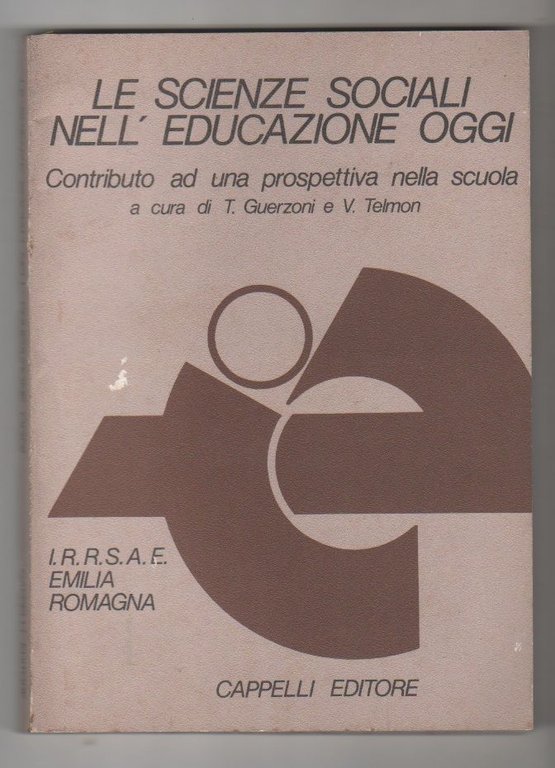 LE SCIENZE SOCIALI
NELL' EDUCAZIONE OGGI
Contributo ad una prospettiva nella scuola
a cura di T. Guerzoni e V. Telmon
I.R.R.S.A.E.
EMILIA
ROMAGNA
CAPPELLI EDITORE